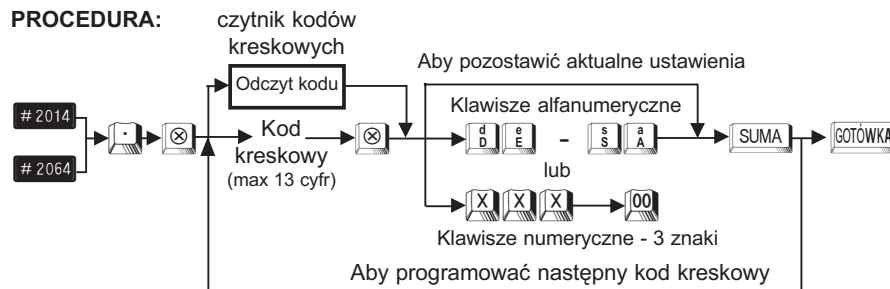 PROCEDURA:
czytnik kodów
kreskowych
Odczyt kodu
Aby pozostawić aktualne ustawienia
Klawisze alfanumeryczne
#2014
#2064
·
⊗
Kod
kreskowy
(max 13 cyfr)
⊗
d D e E - s S a A
lub
SUMA
GOTÓWKA
X X X 00
Klawisze numeryczne - 3 znaki
Aby programować następny kod kreskowy